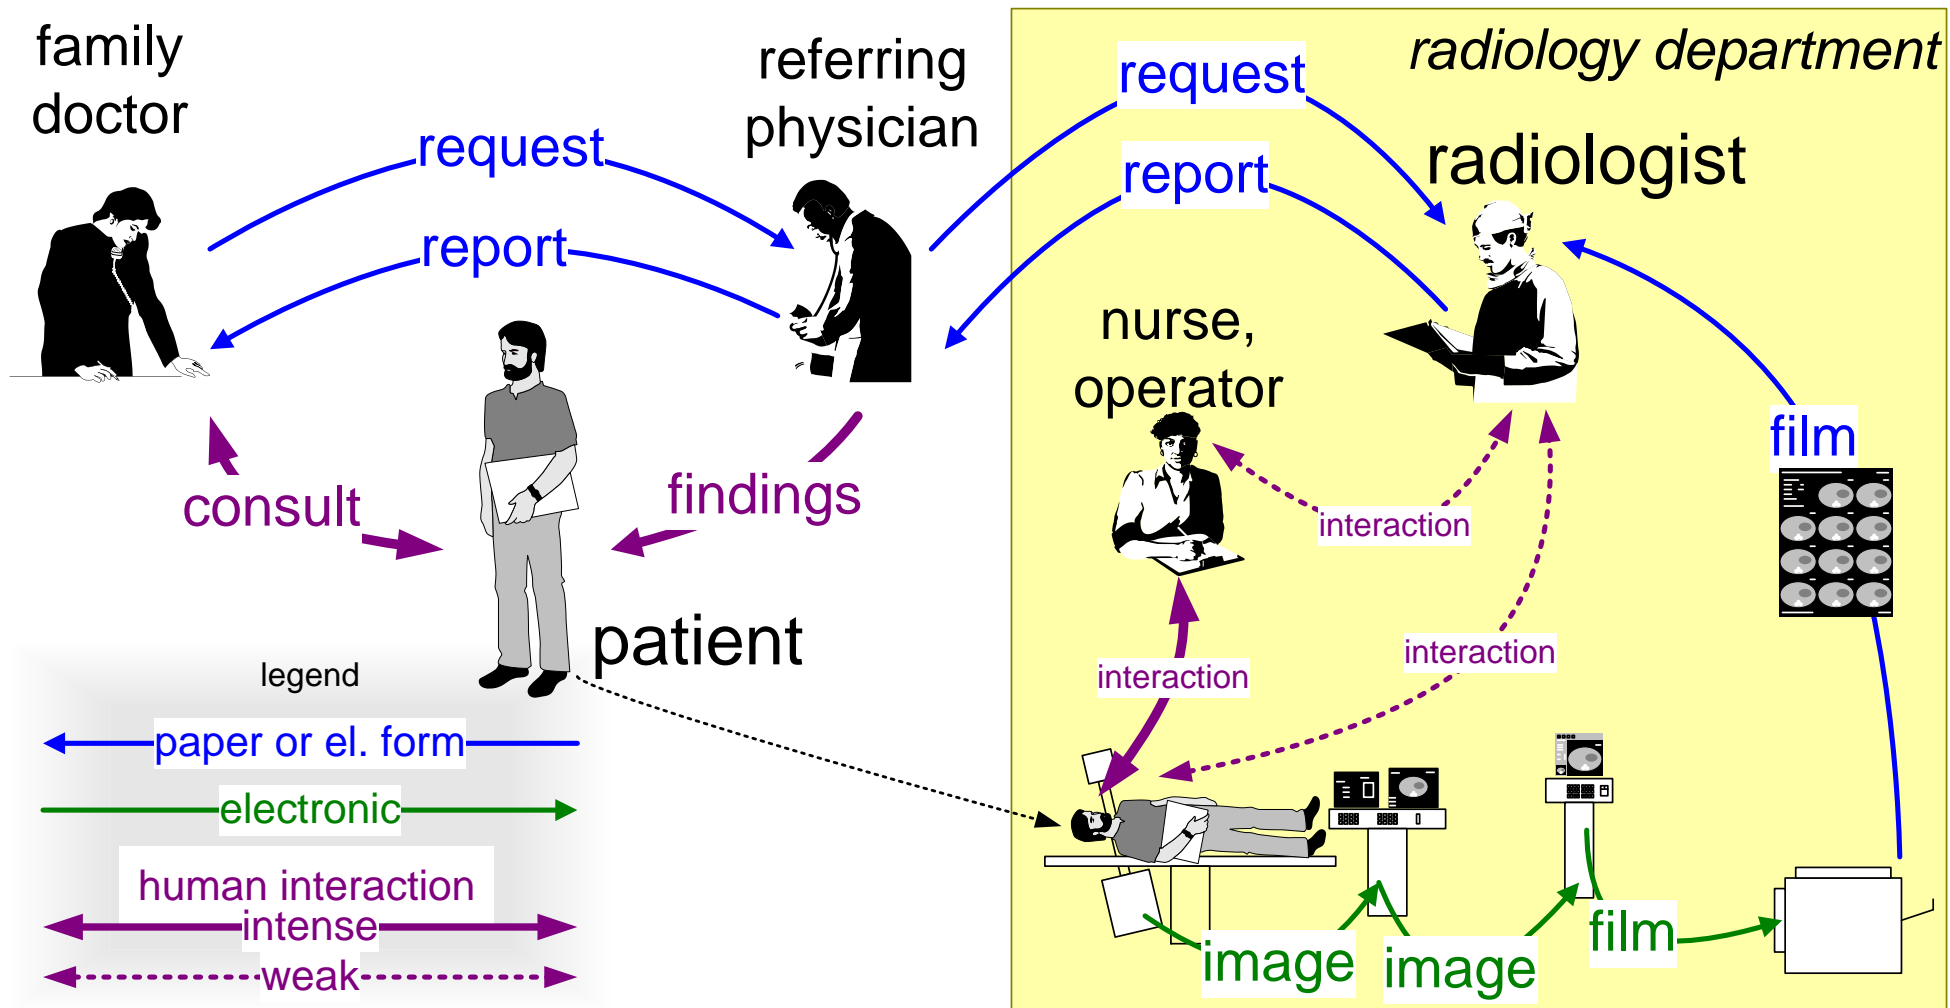 family
doctor
referring
physician
radiology department
request
report
request
report
radiologist
nurse,
operator
film
consult
findings
interaction
interaction
interaction
patient
legend
paper or el. form
electronic
human interaction
intense
weak
image
image
film